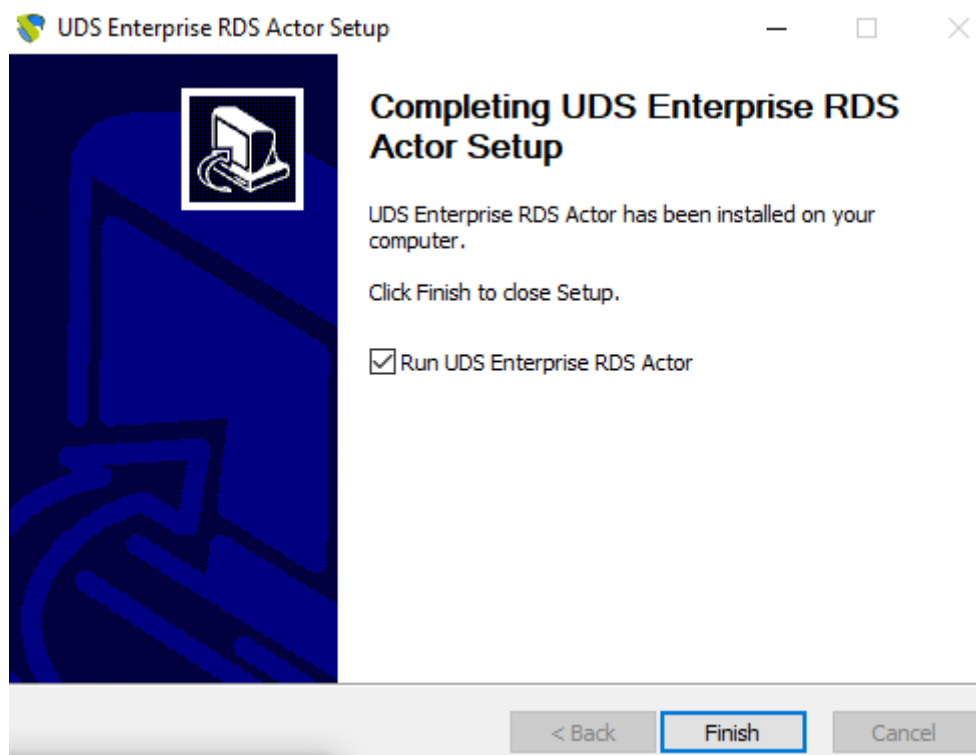 UDS Enterprise RDS Actor Setup
Completing UDS Enterprise RDS
Actor Setup
UDS Enterprise RDS Actor has been installed on your
computer.
Click Finish to close Setup.
Run UDS Enterprise RDS Actor
< Back Finish Cancel